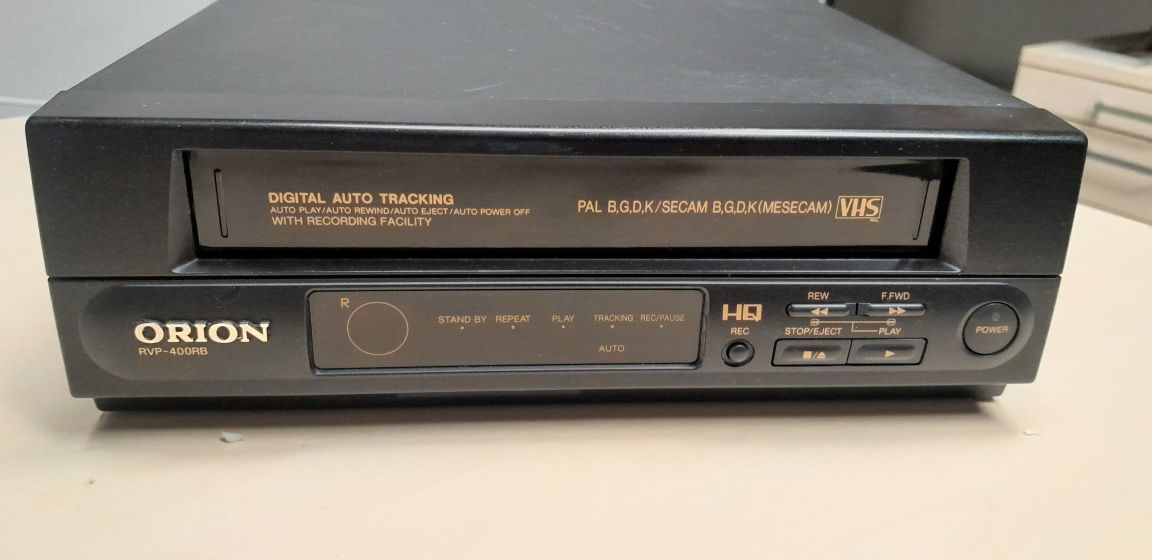 DIGITAL AUTO TRACKING
AUTO PLAY/AUTO REWIND/AUTO EJECT/AUTO POWER OFF
WITH RECORDING FACILITY
PAL B,G,D,K/SECAM B,G,D,K(MESECAM) VHS
PAL
ORION
RVP-400RB
R
STAND BY REPEAT PLAY TRACKING REC/PAUSE
AUTO
HQ
REC
REW F.FWD
STOP/EJECT PLAY
POWER